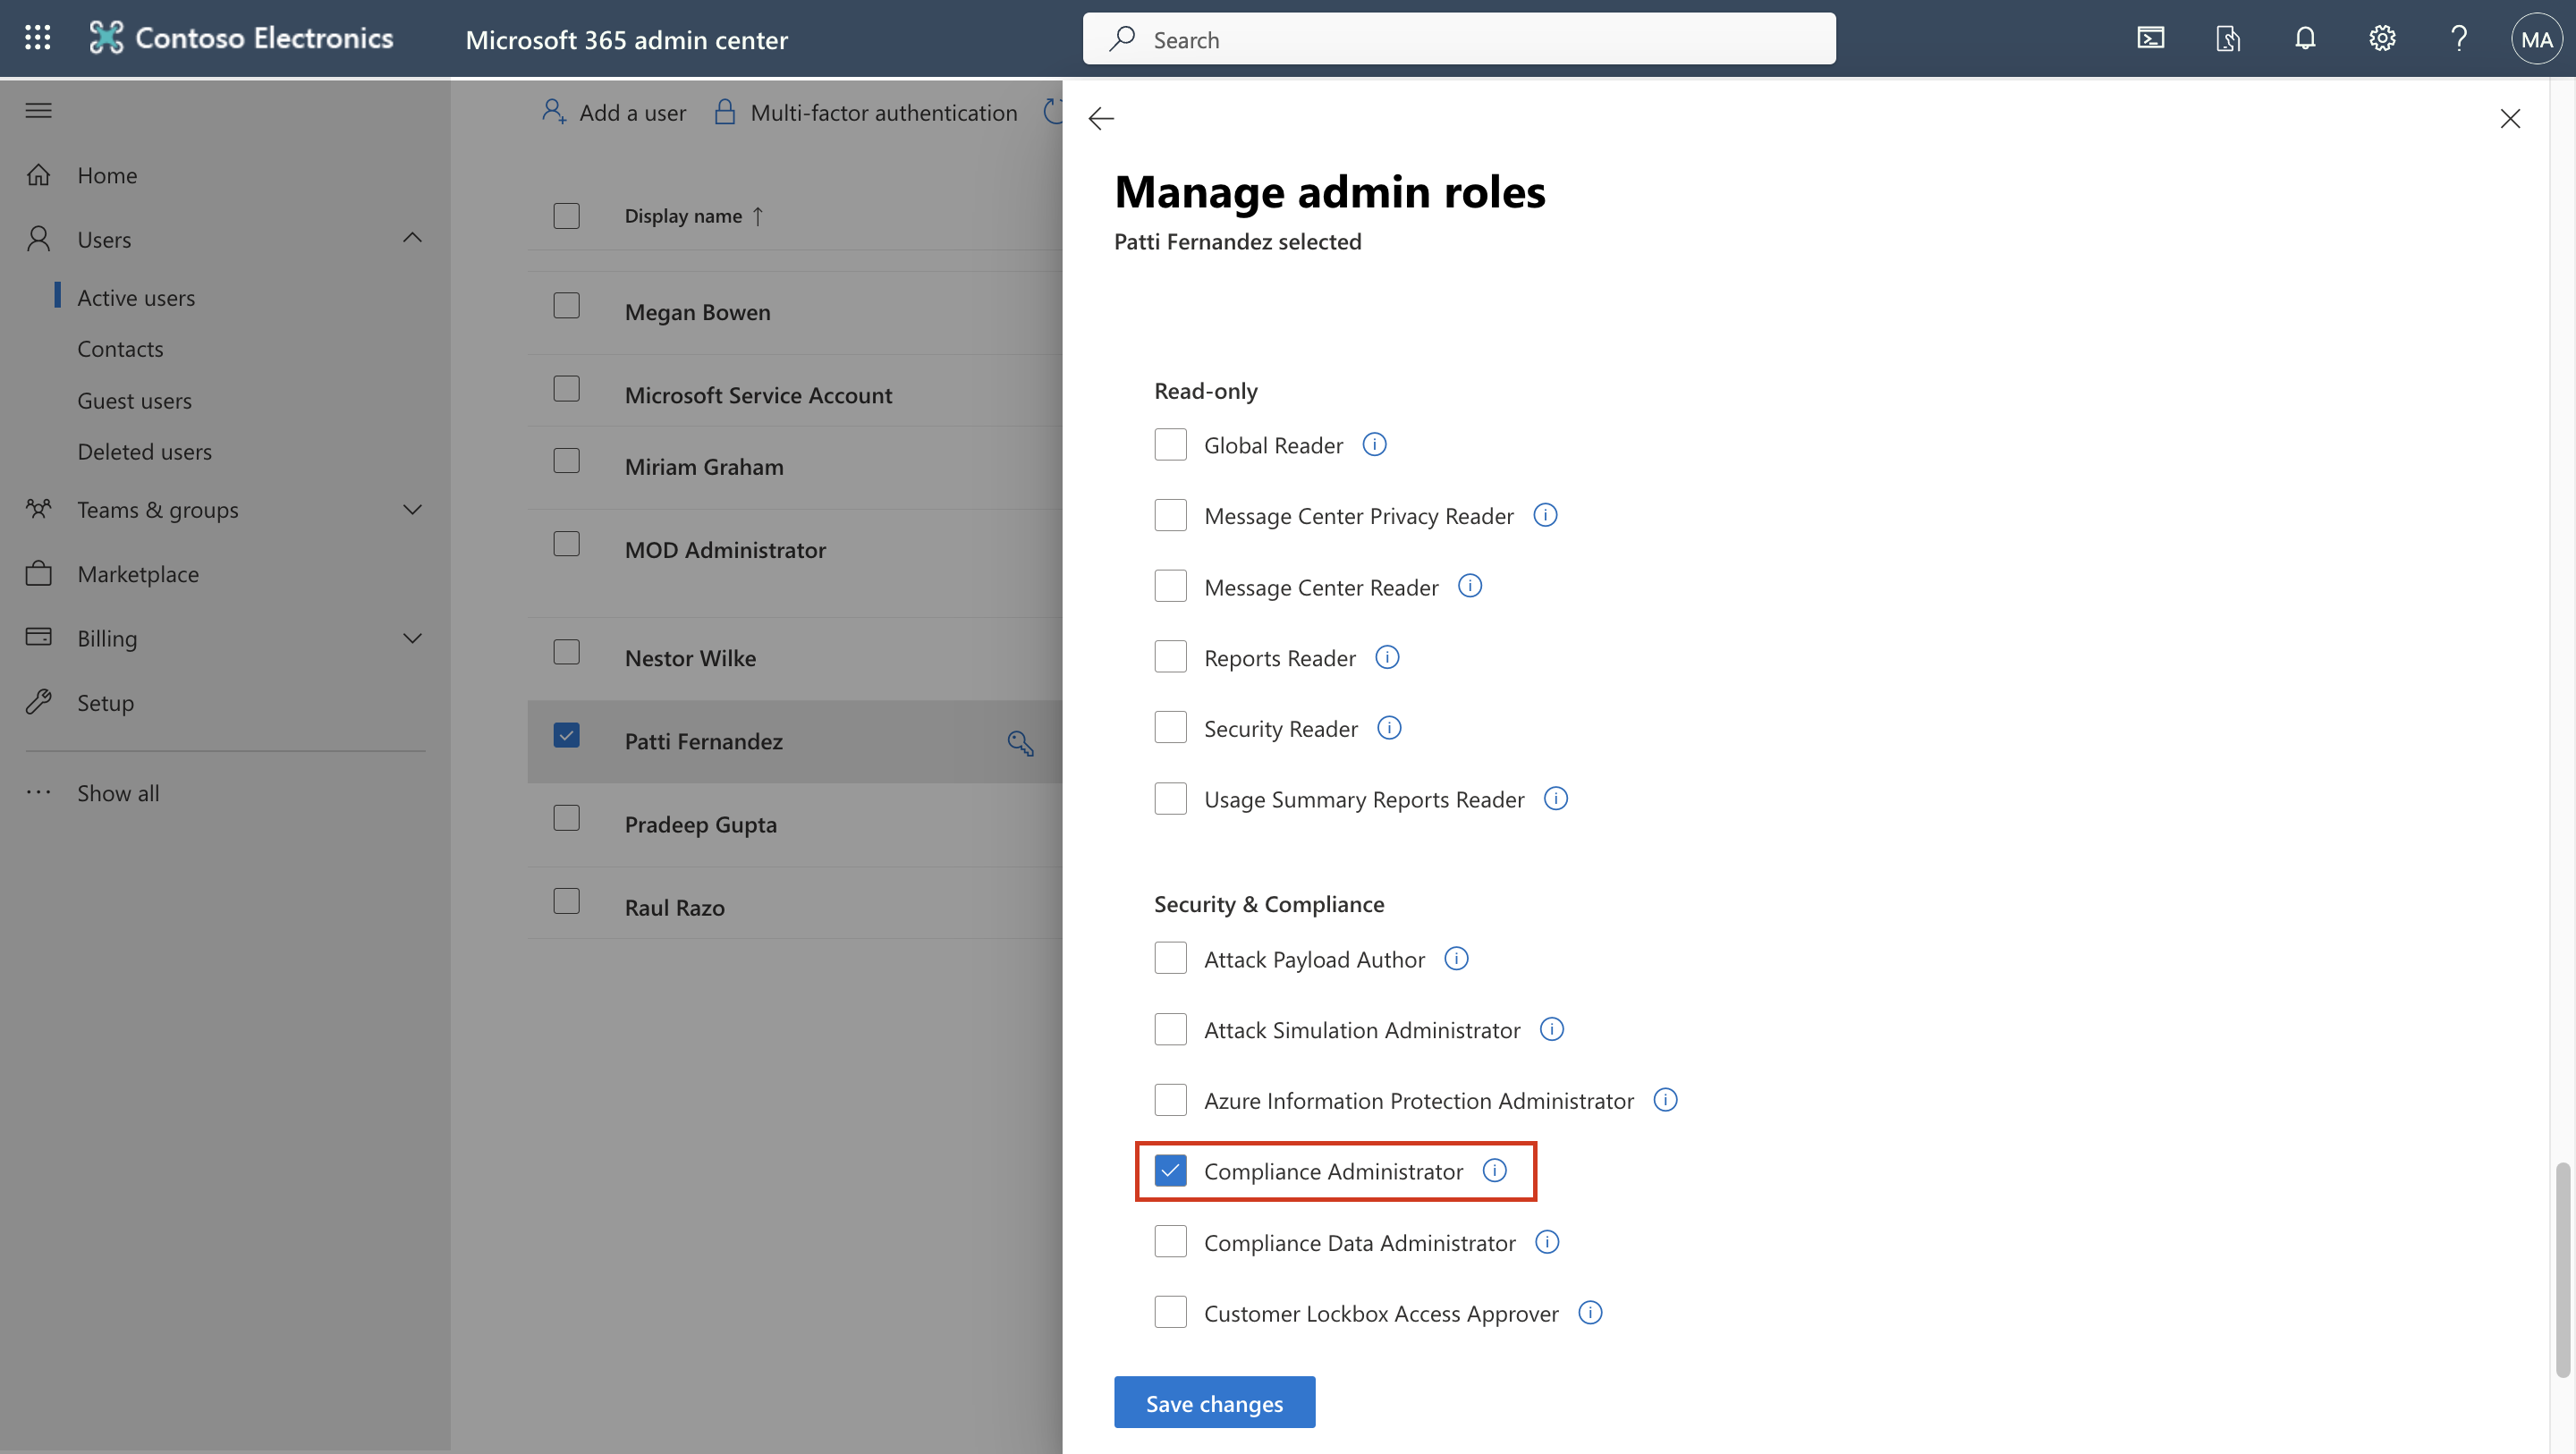 Contoso Electronics
Microsoft 365 admin center
Search
MA
Home
Users
Active users
Contacts
Guest users
Deleted users
Teams & groups
Marketplace
Billing
Setup
Show all
Add a user
Multi-factor authentication
Display name ↑
Megan Bowen
Microsoft Service Account
Miriam Graham
MOD Administrator
Nestor Wilke
Patti Fernandez
Pradeep Gupta
Raul Razo
Manage admin roles
Patti Fernandez selected
Read-only
Global Reader
Message Center Privacy Reader
Message Center Reader
Reports Reader
Security Reader
Usage Summary Reports Reader
Security & Compliance
Attack Payload Author
Attack Simulation Administrator
Azure Information Protection Administrator
Compliance Administrator
Compliance Data Administrator
Customer Lockbox Access Approver
Save changes